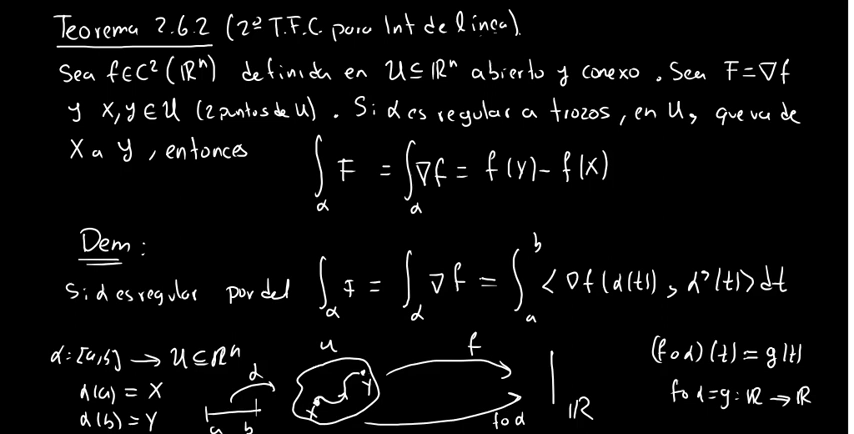 Teorema 2.6.2 (2º T.F.C. para Int de línea).
Sea f∈C²(ℝⁿ) definida en U⊆ℝⁿ abierto y conexo. Sea F=∇f
y X,y∈U (2 puntos de U). Si α es regular a trozos, en U, que va de
X a Y, entonces
∫_α F = ∫_α ∇f = f(y) - f(X)
Dem:
Si α es regular por def ∫_α F = ∫_α ∇f = ∫_a^b <∇f(α(t)), α'(t)> dt
α:[a,b] → U⊆ℝⁿ
α(a) = X
α(b) = Y
α
a b
U
X Y
f
f∘α
ℝ
(f∘α)(t) = g(t)
f∘α=g: ℝ → ℝ